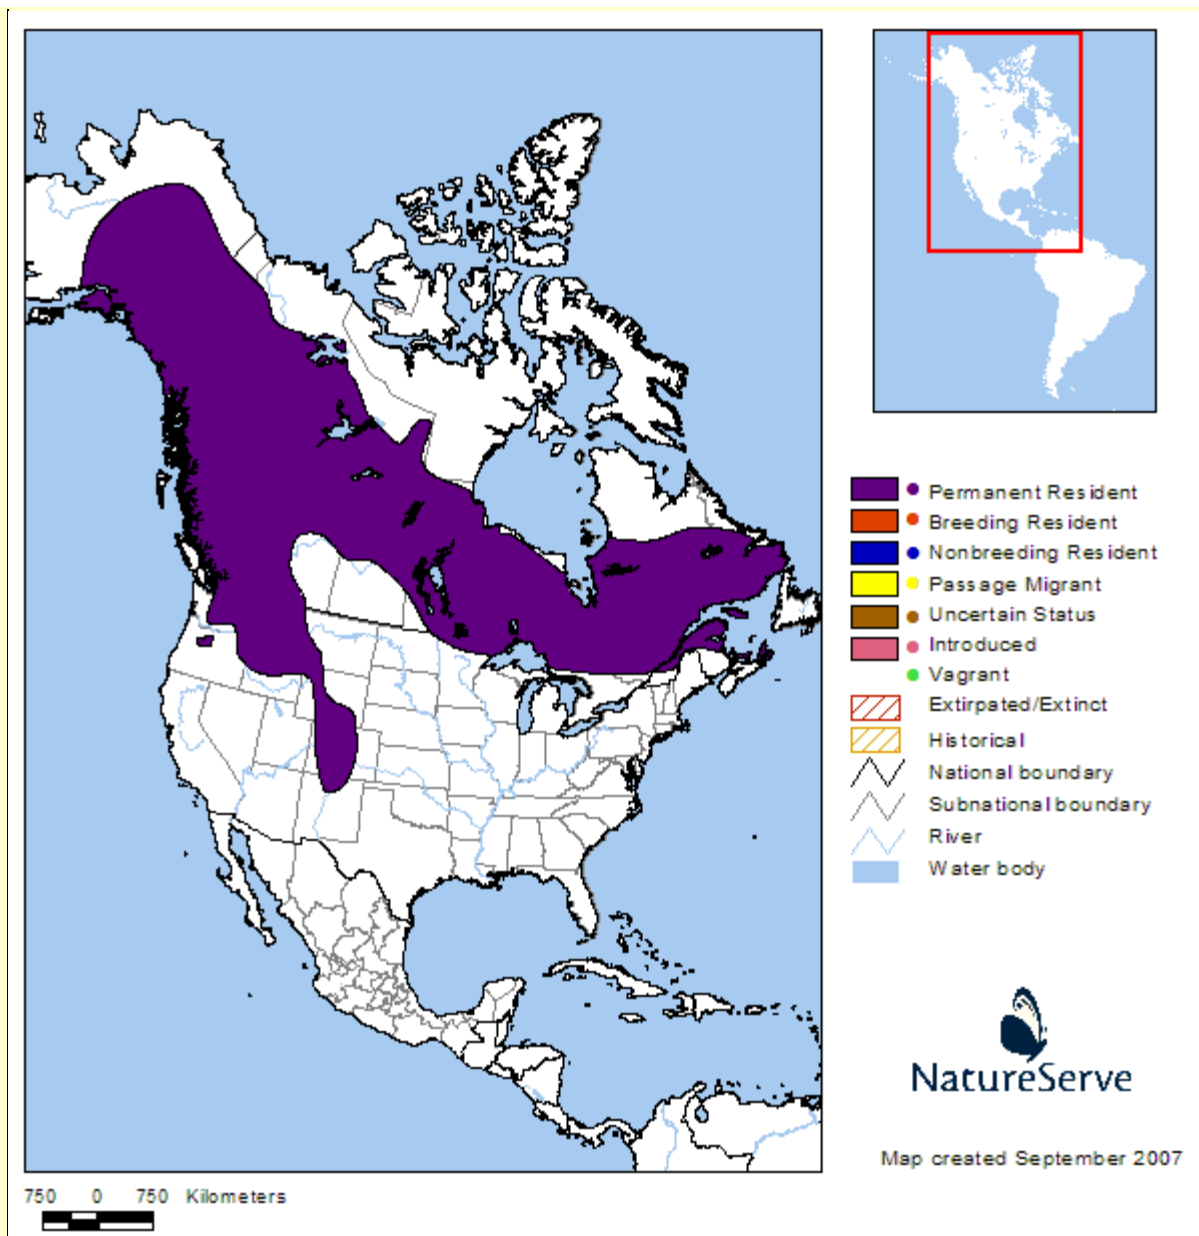 Permanent Resident
Breeding Resident
Nonbreeding Resident
Passage Migrant
Uncertain Status
Introduced
Vagrant
Extirpated/Extinct
Historical
National boundary
Subnational boundary
River
Water body
NatureServe
Map created September 2007
750 0 750 Kilometers